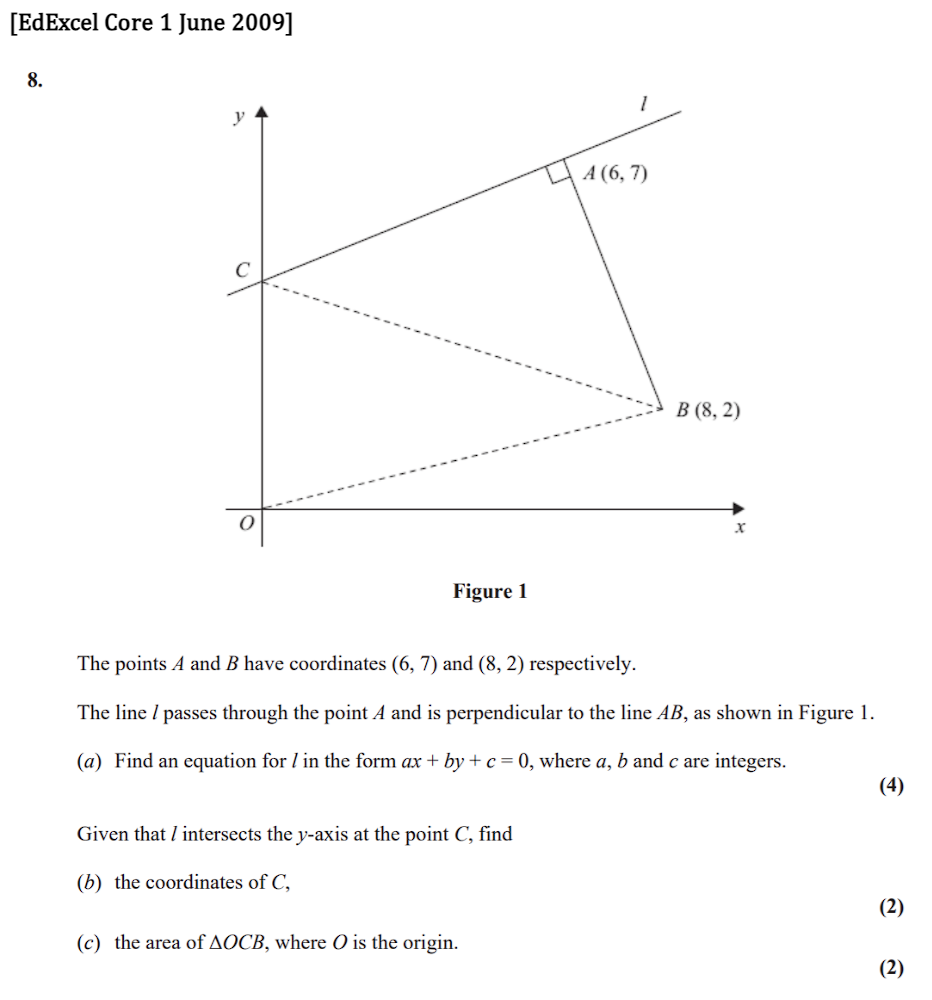 [EdExcel Core 1 June 2009]
8.
y
l
A (6, 7)
C
B (8, 2)
O
x
Figure 1
The points A and B have coordinates (6, 7) and (8, 2) respectively.
The line l passes through the point A and is perpendicular to the line AB, as shown in Figure 1.
(a) Find an equation for l in the form ax + by + c = 0, where a, b and c are integers.
(4)
Given that l intersects the y-axis at the point C, find
(b) the coordinates of C,
(2)
(c) the area of ΔOCB, where O is the origin.
(2)